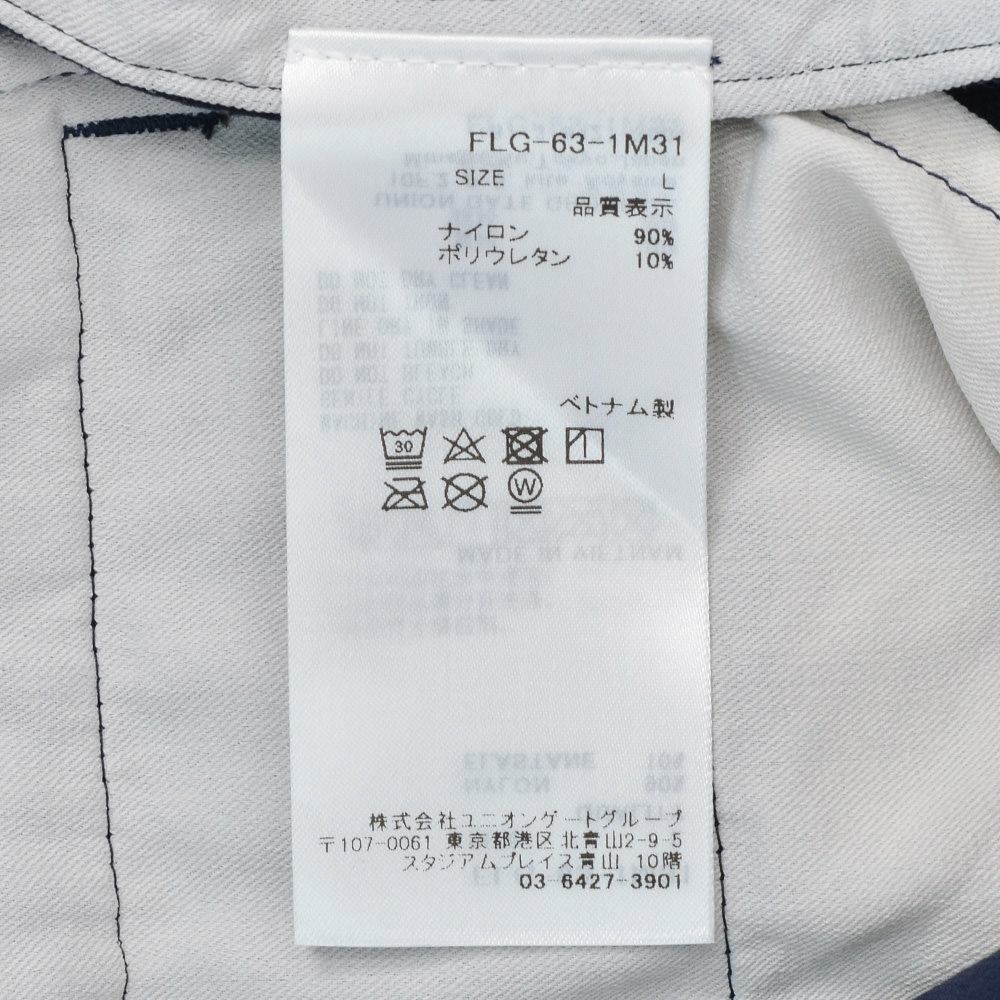 FLG-63-1M31
SIZE L
品質表示
ナイロン 90%
ポリウレタン 10%
ベトナム製
30
W
株式会社ユニオンゲートグループ
〒107-0061 東京都港区北青山2-9-5
スタジアムプレイス青山 10階
03-6427-3901